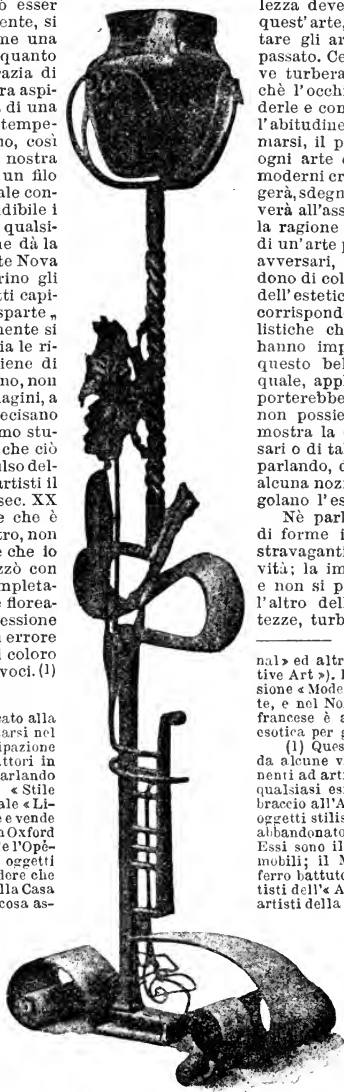 ò esser
ente, si
me una
quanto
razia di
ra aspi-
di una
tempe-
no, così
nostra
un filo
ale con-
dibile i
qualsi-
ne dà la
te Nova
rino gli
tti capi-
sparte „
nente si
ia le ri-
iene di
no, non
agini, a
ecisano
mo stu-
che ciò
lso del-
artisti il
sec. XX
e che è
tro, non
e che io
zzò con
mpleta-
e florea-
essione
errore
i coloro
voci. (1)
ato alla
arsi nel
ipazione
ttori in
arlando
« Stile
ale « Li-
e e vende
n Oxford
e l'Opé-
oggetti
dere che
lla Casa
cosa as-
lezza deve
quest' arte,
tare gli ar
passato. Ce
ve turbera
chè l'occhi
derle e con
l'abitudine
marsi, il p
ogni arte e
moderni cr
gerà, sdegn
verà all'ass
la ragione
di un'arte p
avversari,
dono di col
dell'estetic
corrispond
listiche ch
hanno imp
questo bel
quale, appl
porterebbe
non possie
mostra la
sari o di tal
parlando, d
alcuna noz
golano l'es
Nè parl
di forme i
stravaganti
vità; la im
e non si p
l'altro dell
tezze, turb
nal » ed altr
tive Art »). I
sione « Mode
te, e nel No
francese è a
esotica per g
(1) Ques
da alcune v
nenti ad arti
qualsiasi esi
braccio all'A
oggetti stilis
abbandonato
Essi sono il
mobili; il M
ferro battuto
tisti dell'« A
artisti della